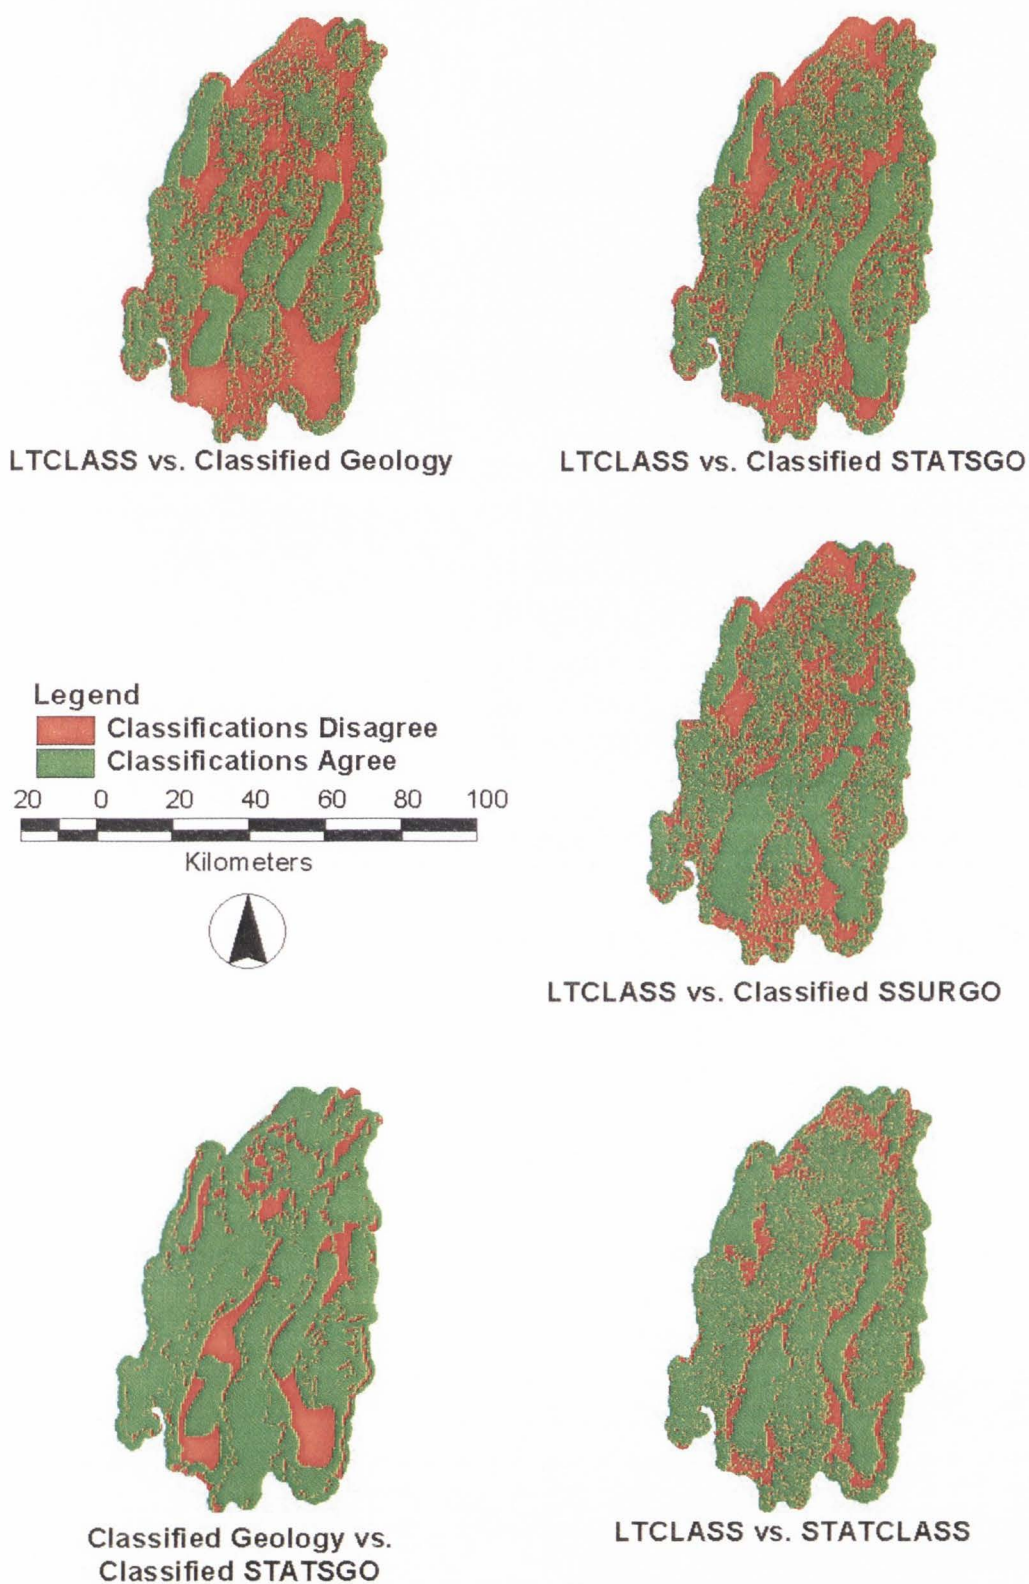 LTCLASS vs. Classified Geology
LTCLASS vs. Classified STATSGO
Legend
Classifications Disagree
Classifications Agree
20 0 20 40 60 80 100
Kilometers
LTCLASS vs. Classified SSURGO
Classified Geology vs.
Classified STATSGO
LTCLASS vs. STATCLASS